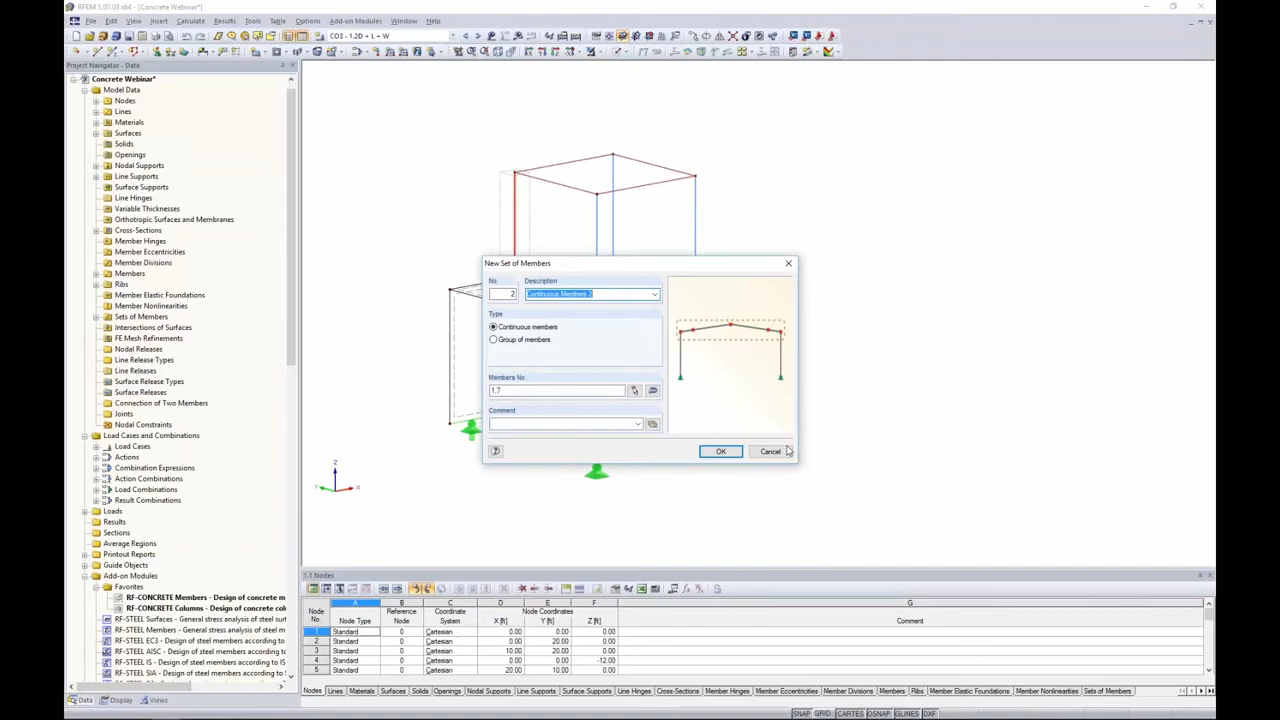 RFEM 5.07.03 x64 - [Concrete Webinar*]
File Edit View Insert Calculate Results Tools Table Options Add-on Modules Window Help
CO3 - 1.2D + L + W
Project Navigator - Data
Concrete Webinar*
Model Data
Nodes
Lines
Materials
Surfaces
Solids
Openings
Nodal Supports
Line Supports
Surface Supports
Line Hinges
Variable Thicknesses
Orthotropic Surfaces and Membranes
Cross-Sections
Member Hinges
Member Eccentricities
Member Divisions
Members
Ribs
Member Elastic Foundations
Member Nonlinearities
Sets of Members
Intersections of Surfaces
FE Mesh Refinements
Nodal Releases
Line Release Types
Line Releases
Surface Release Types
Surface Releases
Connection of Two Members
Joints
Nodal Constraints
Load Cases and Combinations
Load Cases
Actions
Combination Expressions
Action Combinations
Load Combinations
Result Combinations
Loads
Results
Sections
Average Regions
Printout Reports
Guide Objects
Add-on Modules
Favorites
RF-CONCRETE Members - Design of concrete m
RF-CONCRETE Columns - Design of concrete col
RF-STEEL Surfaces - General stress analysis of steel surf
RF-STEEL Members - General stress analysis of steel m
RF-STEEL EC3 - Design of steel members according to
RF-STEEL AISC - Design of steel members according t
RF-STEEL IS - Design of steel members according to IS
RF-STEEL SIA - Design of steel members according to
Data Display Views
New Set of Members
No. Description
2 Continuous Members 2
Type
Continuous members
Group of members
Members No.
1,7
Comment
OK Cancel
Z
Y X
1.1 Nodes
A B C D E F G
Node No. Node Type Reference Node Coordinate System Node Coordinates X [ft] Y [ft] Z [ft] Comment
1 Standard 0 Cartesian 0.00 0.00 0.00
2 Standard 0 Cartesian 0.00 20.00 0.00
3 Standard 0 Cartesian 10.00 20.00 0.00
4 Standard 0 Cartesian 0.00 0.00 -12.00
5 Standard 0 Cartesian 20.00 10.00 0.00
Nodes Lines Materials Surfaces Solids Openings Nodal Supports Line Supports Surface Supports Line Hinges Cross-Sections Member Hinges Member Eccentricities Member Divisions Members Ribs Member Elastic Foundations Member Nonlinearities Sets of Members
SNAP GRID CARTES OSNAP GLINES DXF